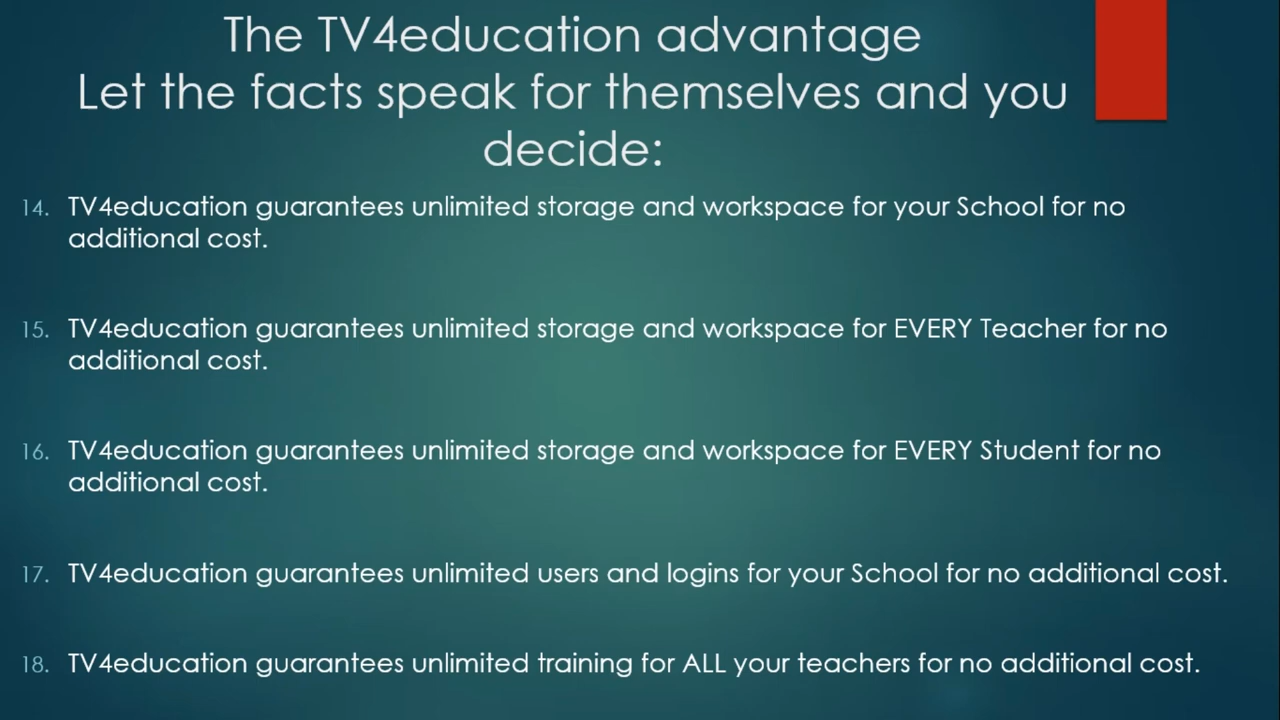 The TV4education advantage
Let the facts speak for themselves and you
decide:
14. TV4education guarantees unlimited storage and workspace for your School for no
additional cost.
15. TV4education guarantees unlimited storage and workspace for EVERY Teacher for no
additional cost.
16. TV4education guarantees unlimited storage and workspace for EVERY Student for no
additional cost.
17. TV4education guarantees unlimited users and logins for your School for no additional cost.
18. TV4education guarantees unlimited training for ALL your teachers for no additional cost.